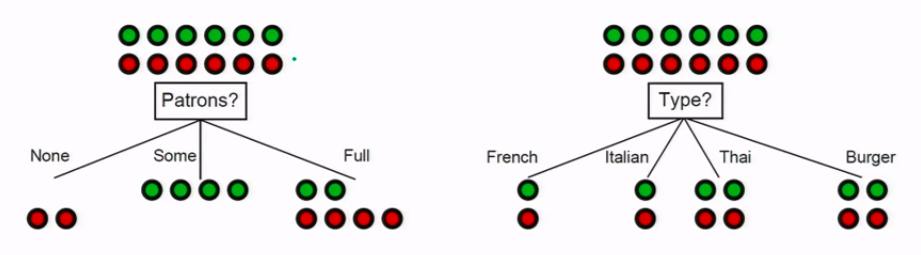 Patrons?
None
Some
Full
Type?
French
Italian
Thai
Burger